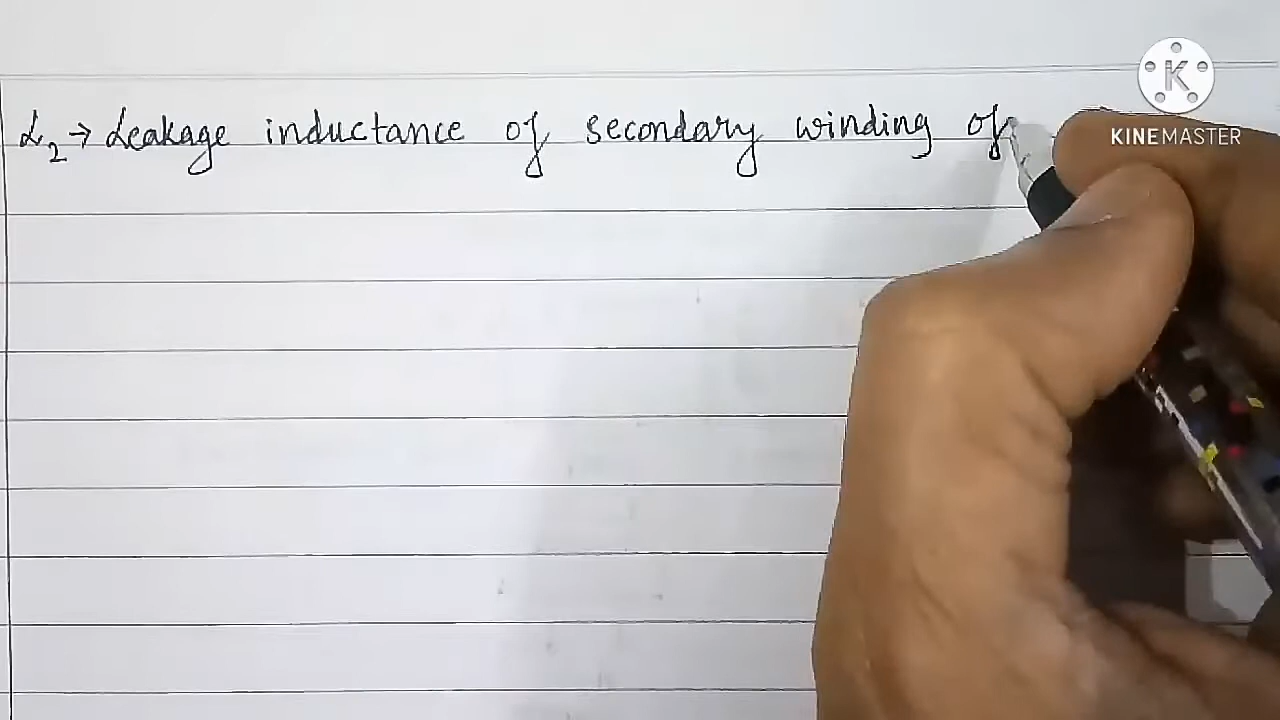 L₂ → Leakage inductance of secondary winding of
KINEMASTER